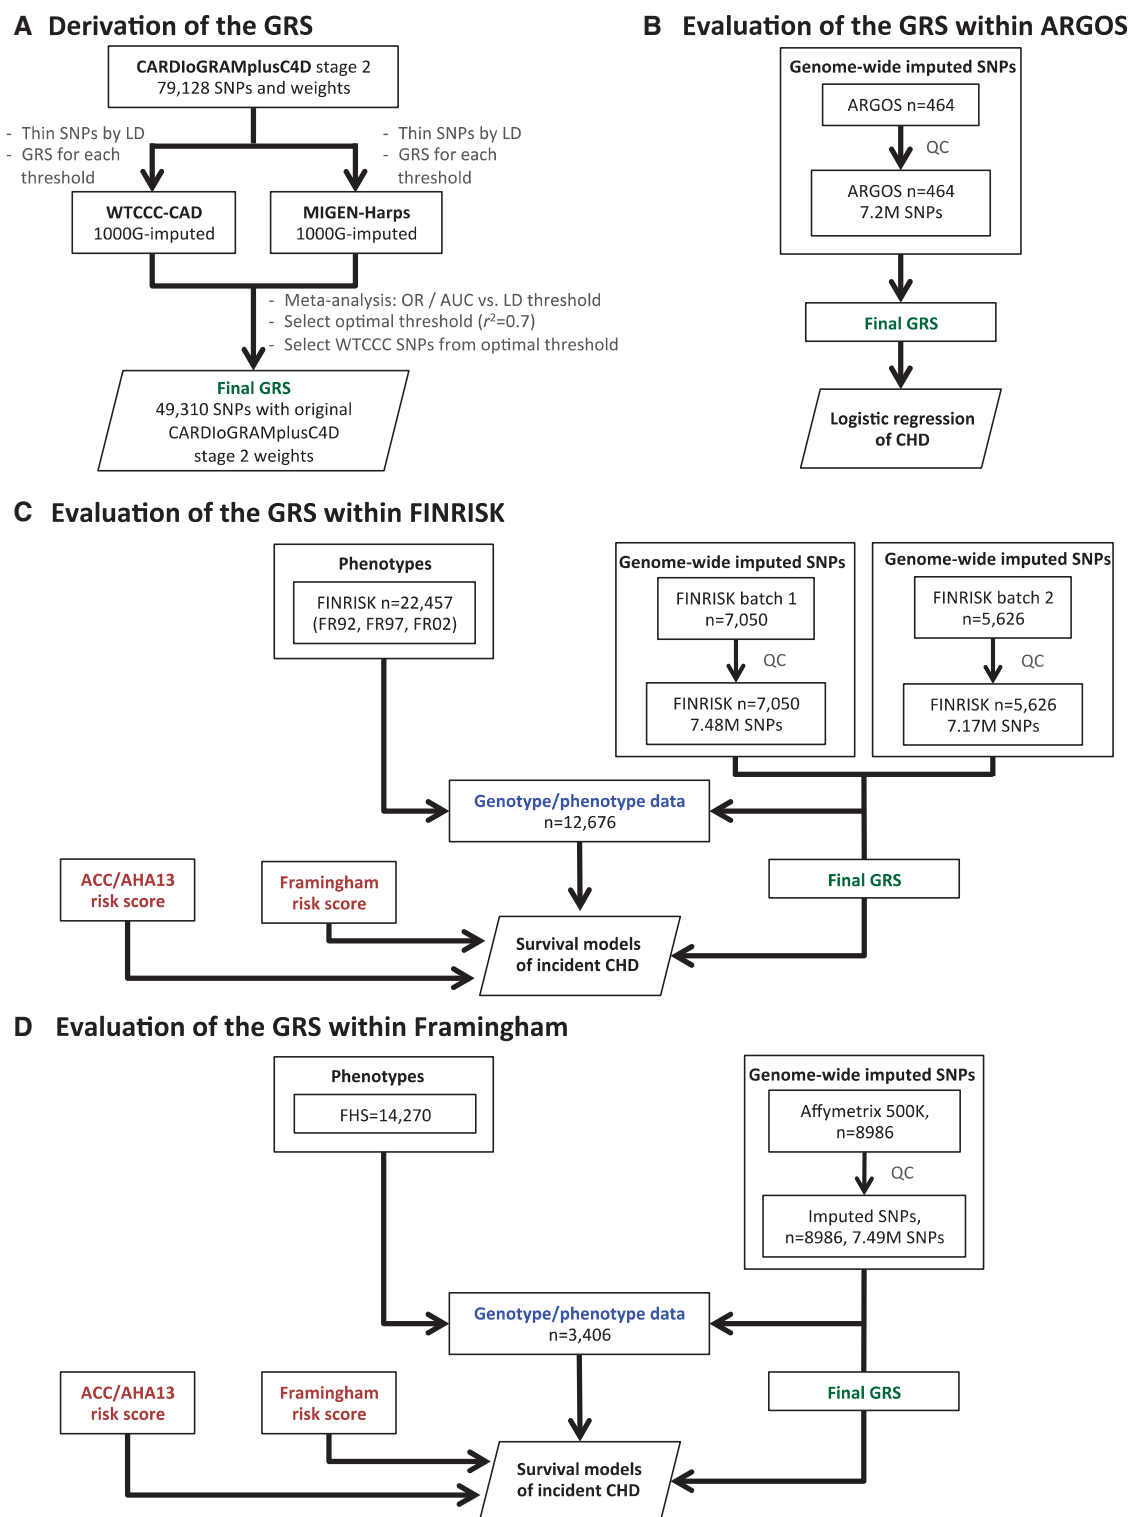 A Derivation of the GRS
CARDIoGRAMplusC4D stage 2
79,128 SNPs and weights
- Thin SNPs by LD
- GRS for each
threshold
- Thin SNPs by LD
- GRS for each
threshold
WTCCC-CAD
1000G-imputed
MIGEN-Harps
1000G-imputed
- Meta-analysis: OR / AUC vs. LD threshold
- Select optimal threshold (r²=0.7)
- Select WTCCC SNPs from optimal threshold
Final GRS
49,310 SNPs with original
CARDIoGRAMplusC4D
stage 2 weights
B Evaluation of the GRS within ARGOS
Genome-wide imputed SNPs
ARGOS n=464
QC
ARGOS n=464
7.2M SNPs
Final GRS
Logistic regression
of CHD
C Evaluation of the GRS within FINRISK
Phenotypes
FINRISK n=22,457
(FR92, FR97, FR02)
Genome-wide imputed SNPs
FINRISK batch 1
n=7,050
QC
FINRISK n=7,050
7.48M SNPs
Genome-wide imputed SNPs
FINRISK batch 2
n=5,626
QC
FINRISK n=5,626
7.17M SNPs
Genotype/phenotype data
n=12,676
ACC/AHA13
risk score
Framingham
risk score
Final GRS
Survival models
of incident CHD
D Evaluation of the GRS within Framingham
Phenotypes
FHS=14,270
Genome-wide imputed SNPs
Affymetrix 500K,
n=8986
QC
Imputed SNPs,
n=8986, 7.49M SNPs
Genotype/phenotype data
n=3,406
ACC/AHA13
risk score
Framingham
risk score
Final GRS
Survival models
of incident CHD